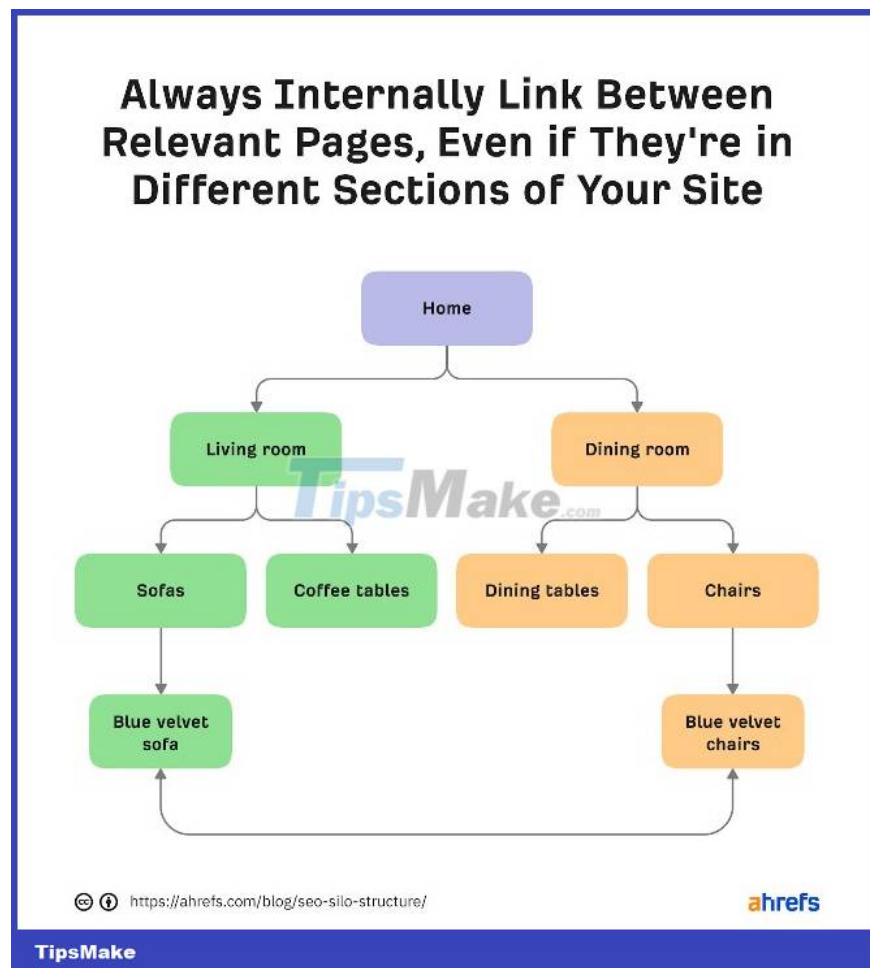 Always Internally Link Between
Relevant Pages, Even if They're in
Different Sections of Your Site
Home
Living room
Dining room
TipsMake.com
Sofas
Coffee tables
Dining tables
Chairs
Blue velvet
sofa
Blue velvet
chairs
https://ahrefs.com/blog/seo-silo-structure/
ahrefs
TipsMake